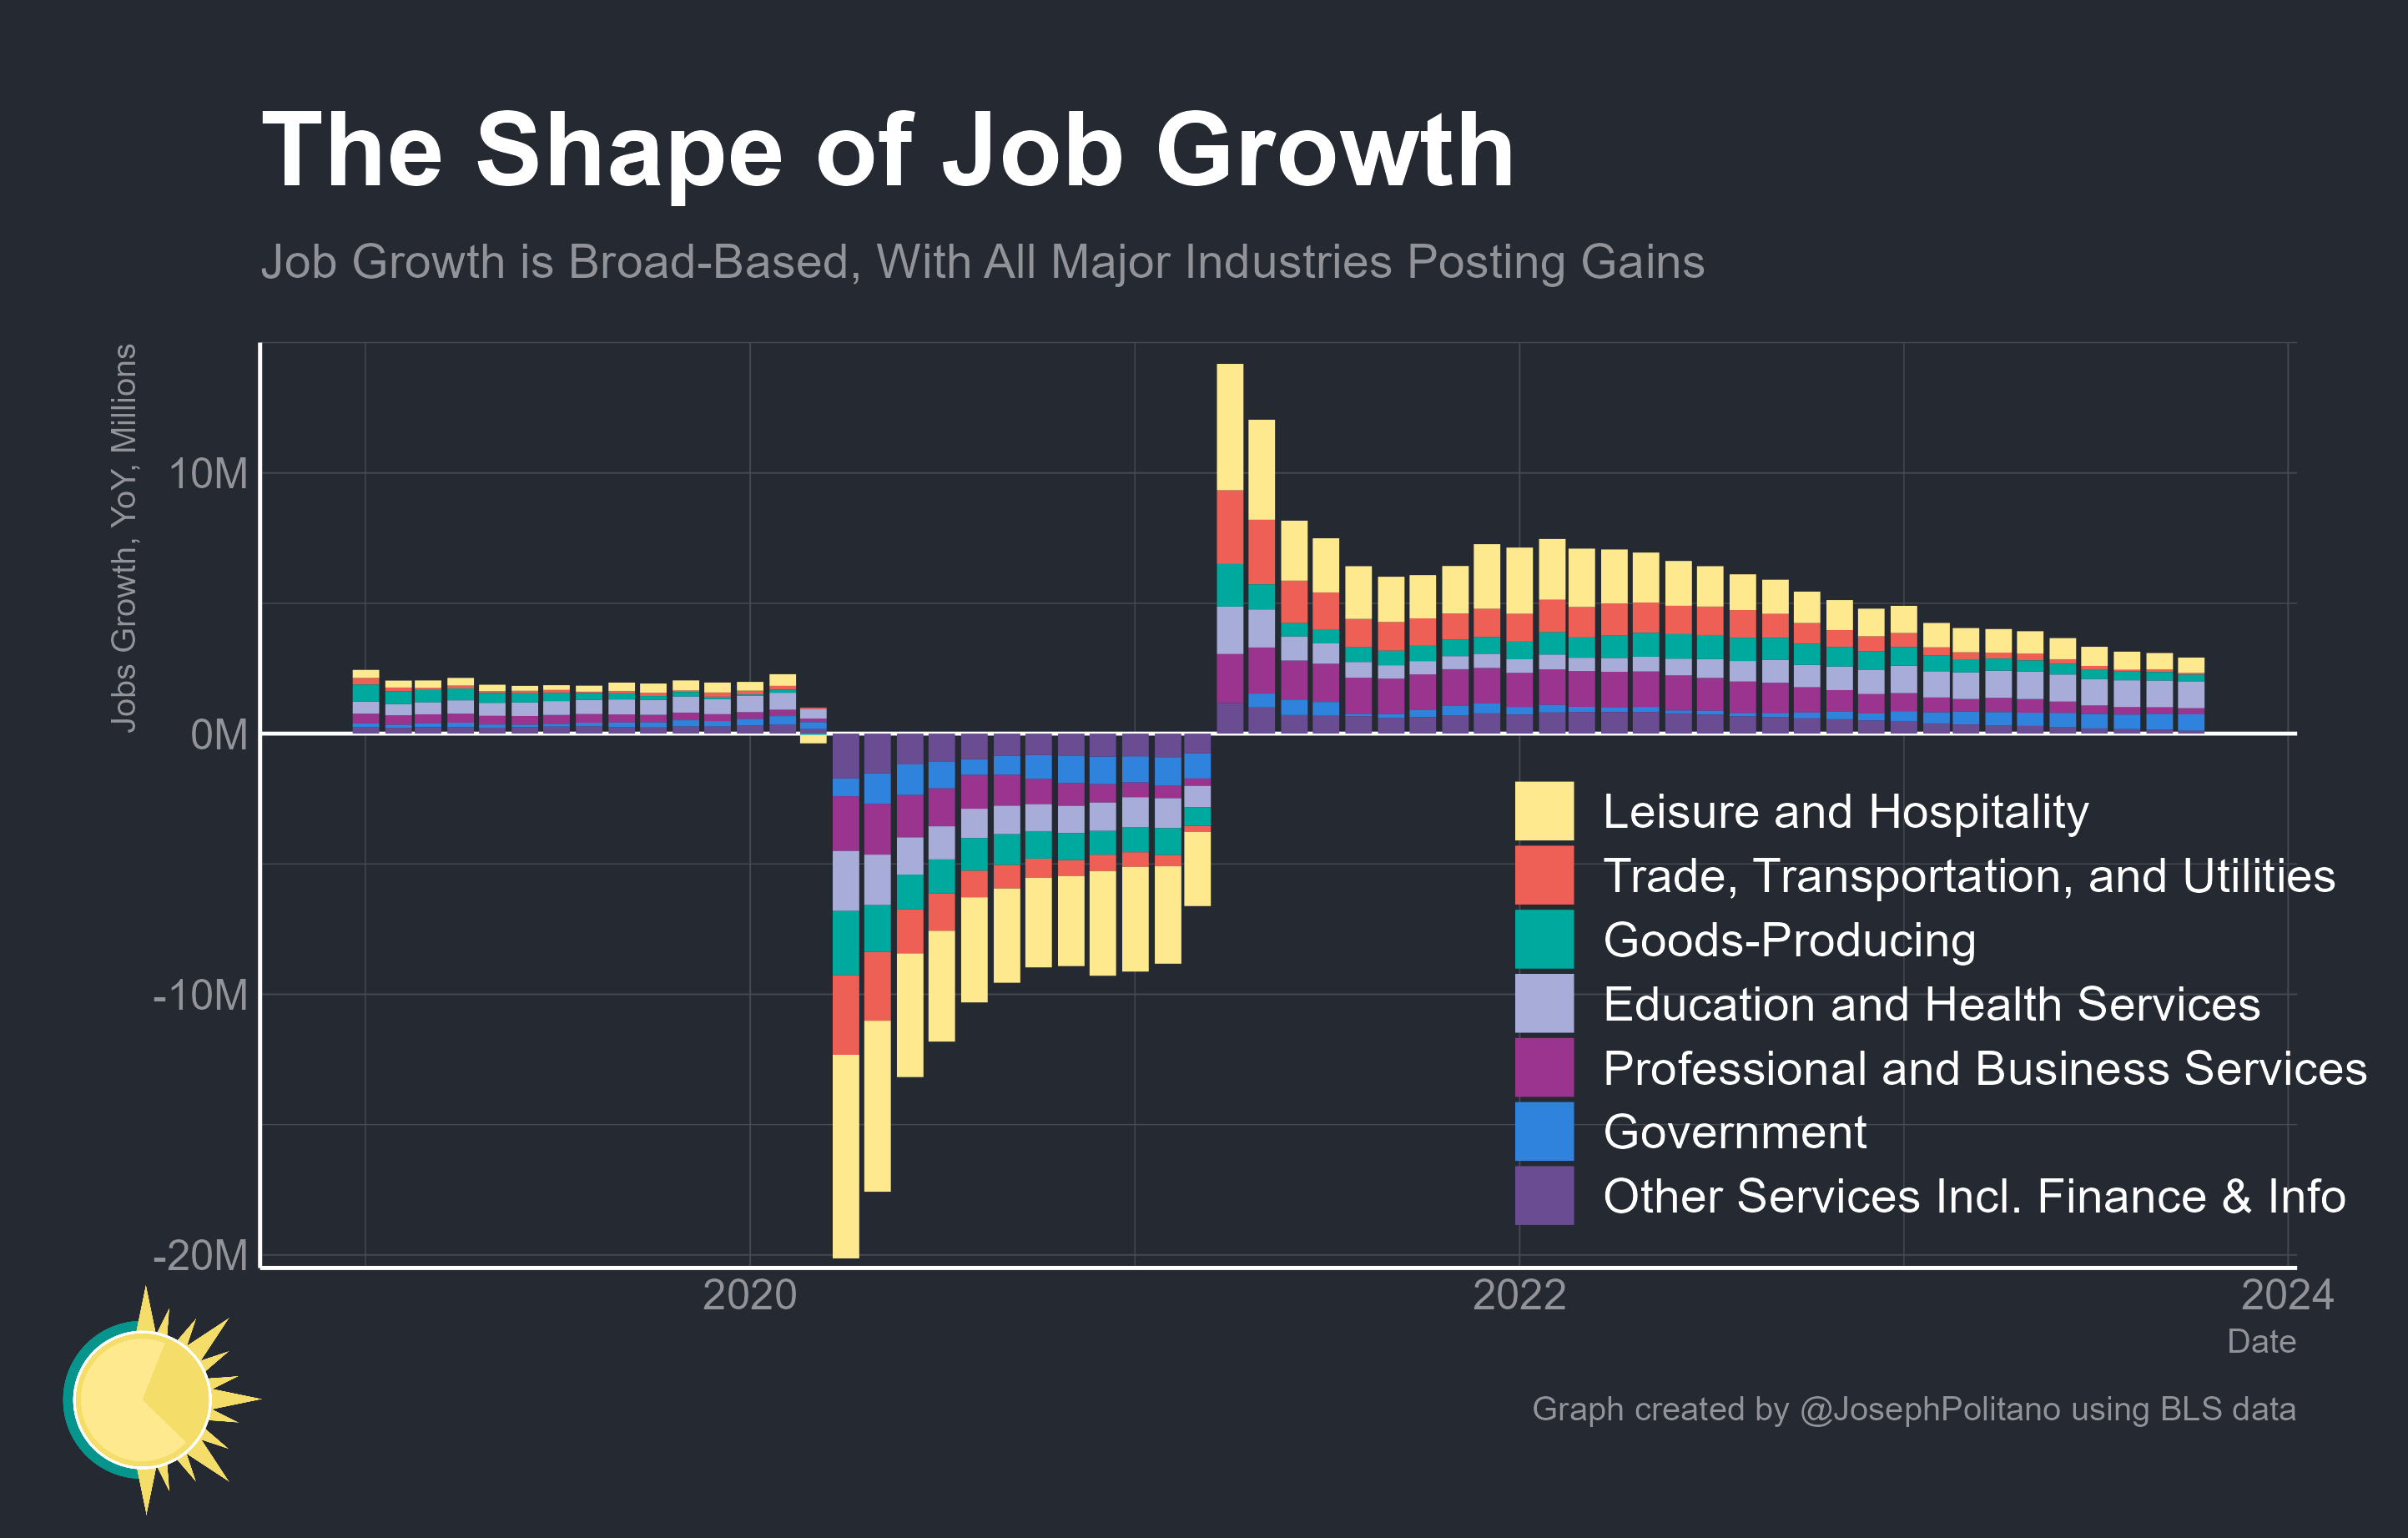 The Shape of Job Growth
Job Growth is Broad-Based, With All Major Industries Posting Gains
Jobs Growth, YoY, Millions
10M
0M
-10M
-20M
Leisure and Hospitality
Trade, Transportation, and Utilities
Goods-Producing
Education and Health Services
Professional and Business Services
Government
Other Services Incl. Finance & Info
2020
2022
2024
Date
Graph created by @JosephPolitano using BLS data